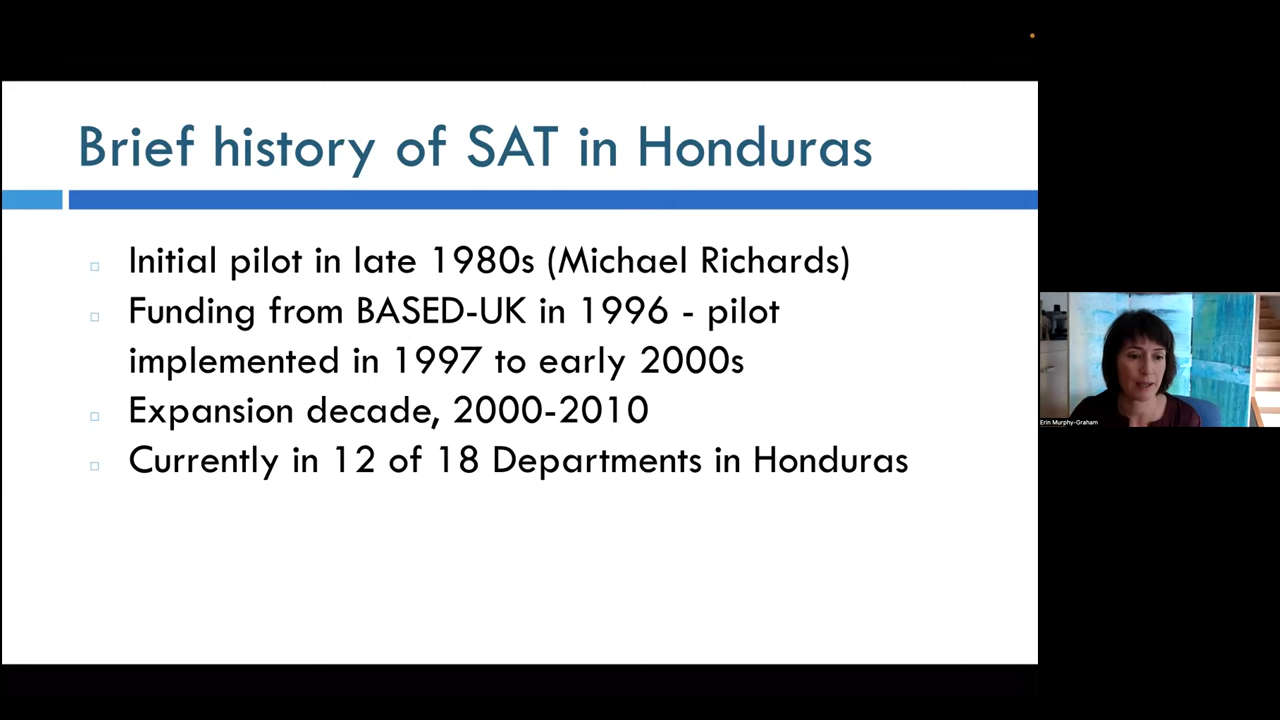 Brief history of SAT in Honduras
Initial pilot in late 1980s (Michael Richards)
Funding from BASED-UK in 1996 - pilot
implemented in 1997 to early 2000s
Expansion decade, 2000-2010
Currently in 12 of 18 Departments in Honduras
Erin Murphy-Graham